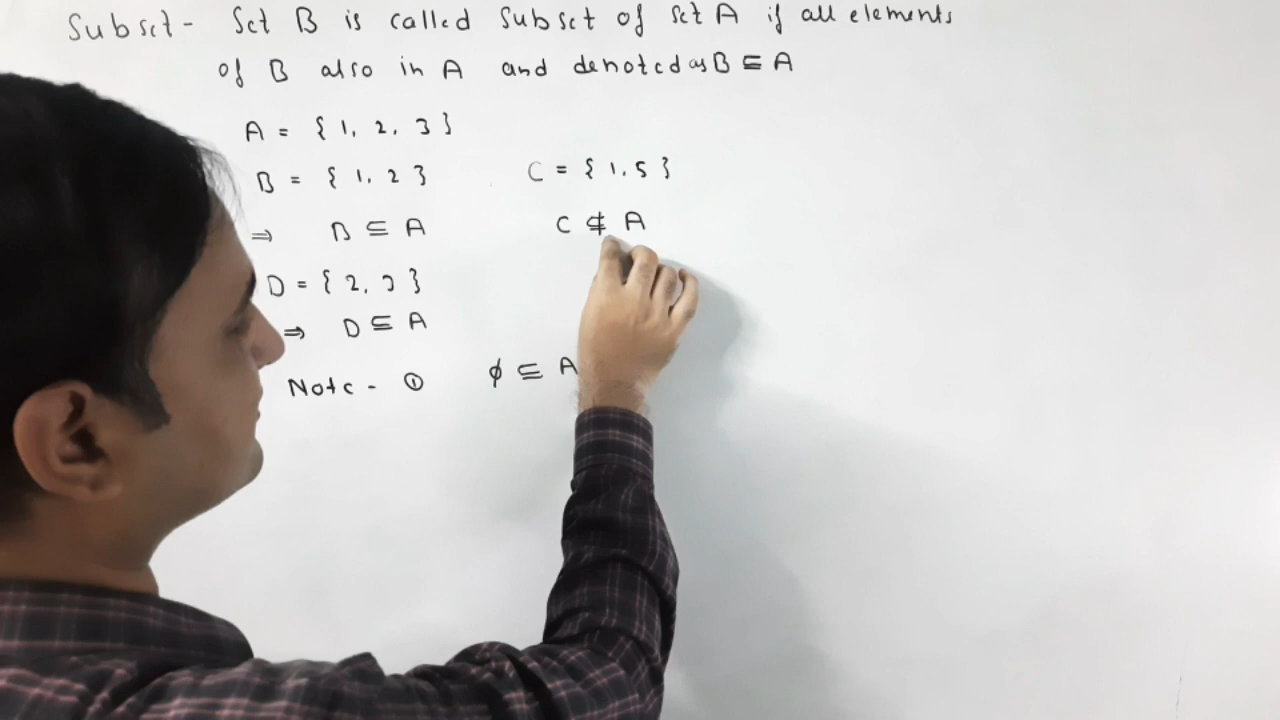 Subset - Set B is called subset of set A if all elements
of B also in A and denoted as B ⊆ A
A = { 1, 2, 3 }
B = { 1, 2 }
C = { 1, 5 }
⇒ B ⊆ A
C ⊈ A
D = { 2, 3 }
⇒ D ⊆ A
Note - ① ϕ ⊆ A